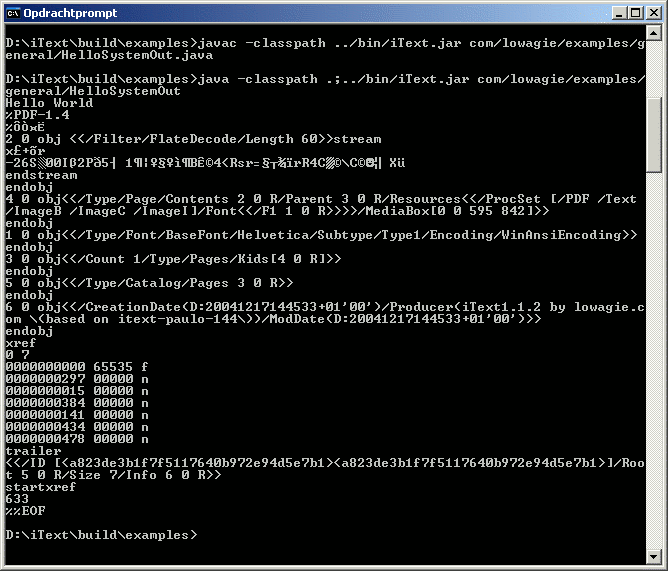 Opdrachtprompt
D:\iText\build\examples>javac -classpath ../bin/iText.jar com/lowagie/examples/g
eneral/HelloSystemOut.java
D:\iText\build\examples>java -classpath .;../bin/iText.jar com/lowagie/examples/
general/HelloSystemOut
Hello World
%PDF-1.4
2 0 obj <</Filter/FlateDecode/Length 60>>stream
endstream
endobj
4 0 obj<</Type/Page/Contents 2 0 R/Parent 3 0 R/Resources<</ProcSet [/PDF /Text
/ImageB /ImageC /ImageI]/Font<</F1 1 0 R>>>>/MediaBox[0 0 595 842]>>
endobj
1 0 obj<</Type/Font/BaseFont/Helvetica/Subtype/Type1/Encoding/WinAnsiEncoding>>
endobj
3 0 obj<</Count 1/Type/Pages/Kids[4 0 R]>>
endobj
5 0 obj<</Type/Catalog/Pages 3 0 R>>
endobj
6 0 obj<</CreationDate(D:20041217144533+01'00')/Producer(iText1.1.2 by lowagie.c
om \(based on itext-paulo-144\))/ModDate(D:20041217144533+01'00')>>
endobj
xref
0 7
0000000000 65535 f
0000000297 00000 n
0000000015 00000 n
0000000384 00000 n
0000000141 00000 n
0000000434 00000 n
0000000478 00000 n
trailer
<</ID [<a823de3b1f7f5117640b972e94d5e7b1><a823de3b1f7f5117640b972e94d5e7b1>]/Roo
t 5 0 R/Size 7/Info 6 0 R>>
startxref
633
%%EOF
D:\iText\build\examples>